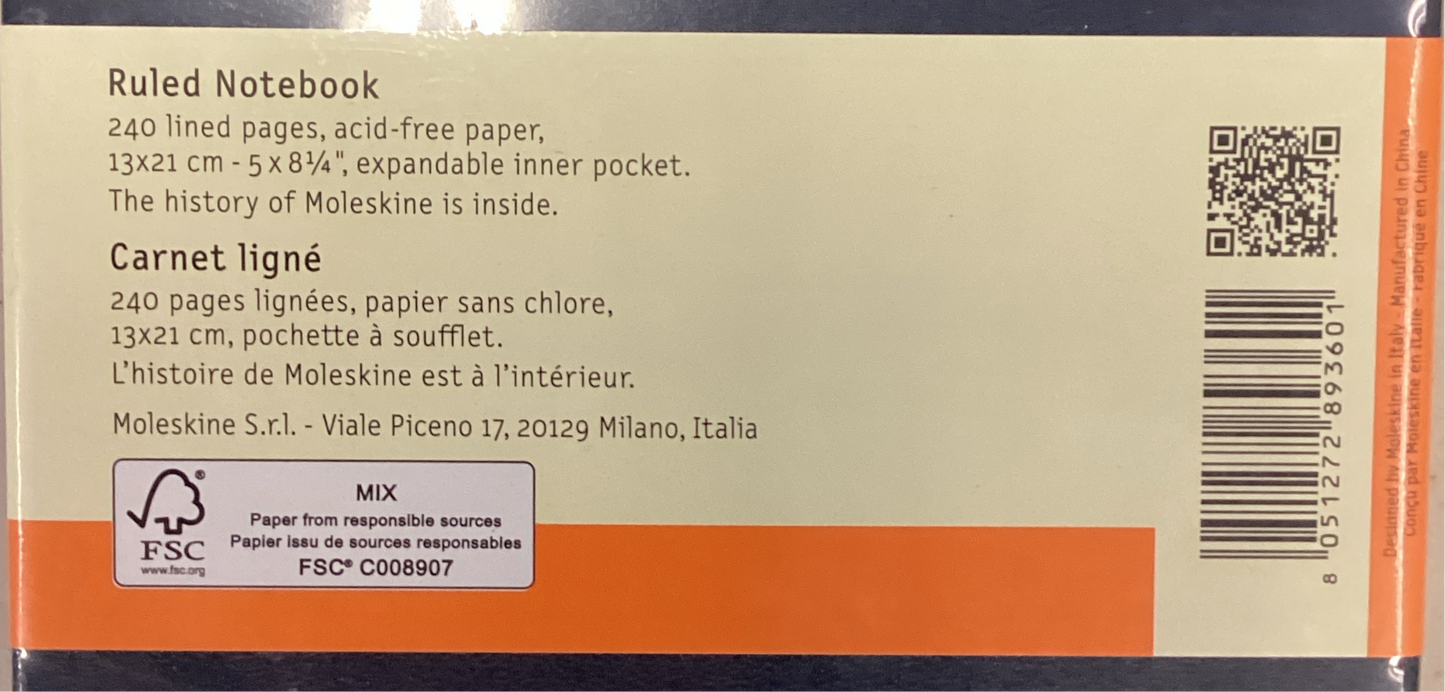 Ruled Notebook
240 lined pages, acid-free paper,
13x21 cm - 5 x 8¼", expandable inner pocket.
The history of Moleskine is inside.
Carnet ligné
240 pages lignées, papier sans chlore,
13x21 cm, pochette à soufflet.
L'histoire de Moleskine est à l'intérieur.
Moleskine S.r.l. - Viale Piceno 17, 20129 Milano, Italia
FSC®
www.fsc.org
MIX
Paper from responsible sources
Papier issu de sources responsables
FSC® C008907
8 051272 893601
Designed by Moleskine in Italy - Manufactured in China
Conçu par Moleskine en Italie - Fabriqué en Chine